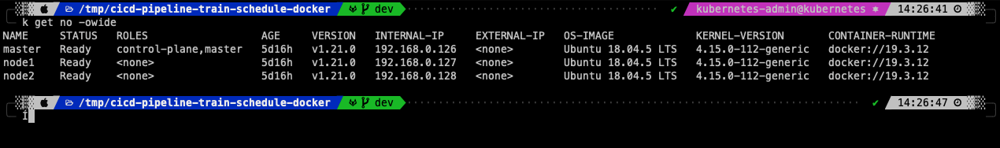 /tmp/cicd-pipeline-train-schedule-docker dev ✔ kubernetes-admin@kubernetes 14:26:41
k get no -owide
NAME STATUS ROLES AGE VERSION INTERNAL-IP EXTERNAL-IP OS-IMAGE KERNEL-VERSION CONTAINER-RUNTIME
master Ready control-plane,master 5d16h v1.21.0 192.168.0.126 <none> Ubuntu 18.04.5 LTS 4.15.0-112-generic docker://19.3.12
node1 Ready <none> 5d16h v1.21.0 192.168.0.127 <none> Ubuntu 18.04.5 LTS 4.15.0-112-generic docker://19.3.12
node2 Ready <none> 5d16h v1.21.0 192.168.0.128 <none> Ubuntu 18.04.5 LTS 4.15.0-112-generic docker://19.3.12
/tmp/cicd-pipeline-train-schedule-docker dev ✔ 14:26:47